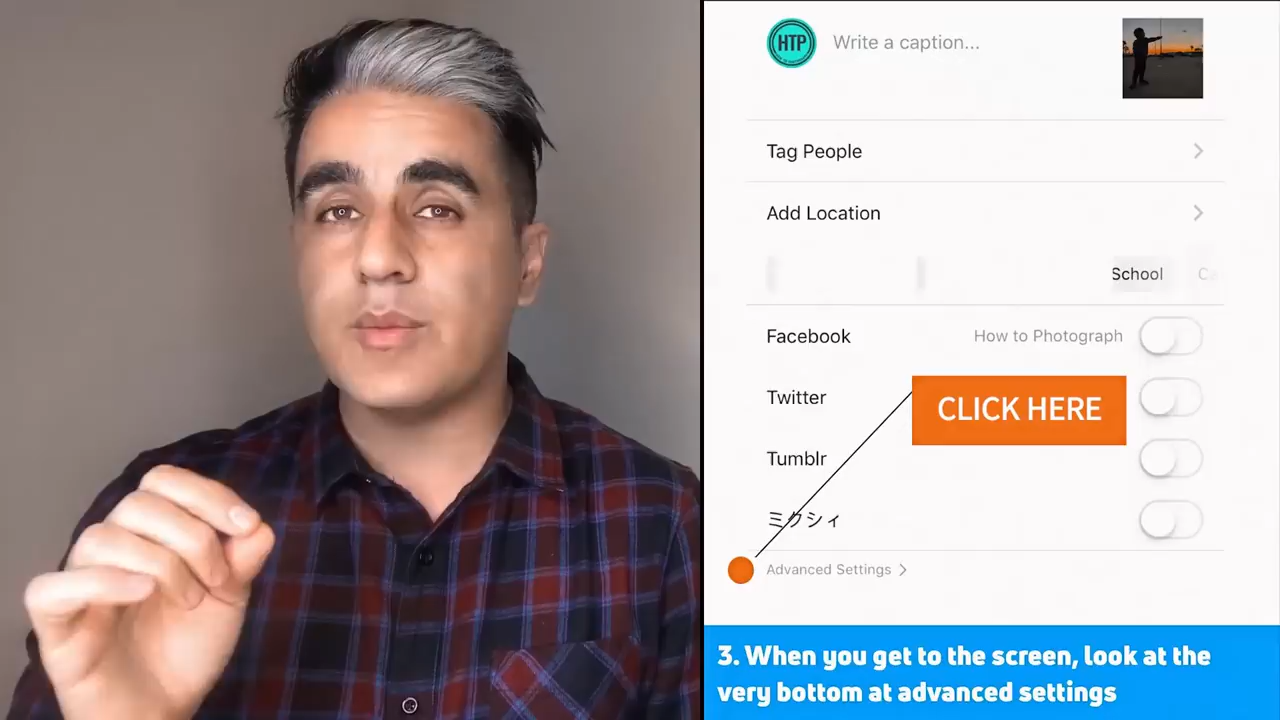 HTP
Write a caption...
Tag People
Add Location
School
Facebook
How to Photograph
Twitter
CLICK HERE
Tumblr
ミクシィ
Advanced Settings
3. When you get to the screen, look at the
very bottom at advanced settings